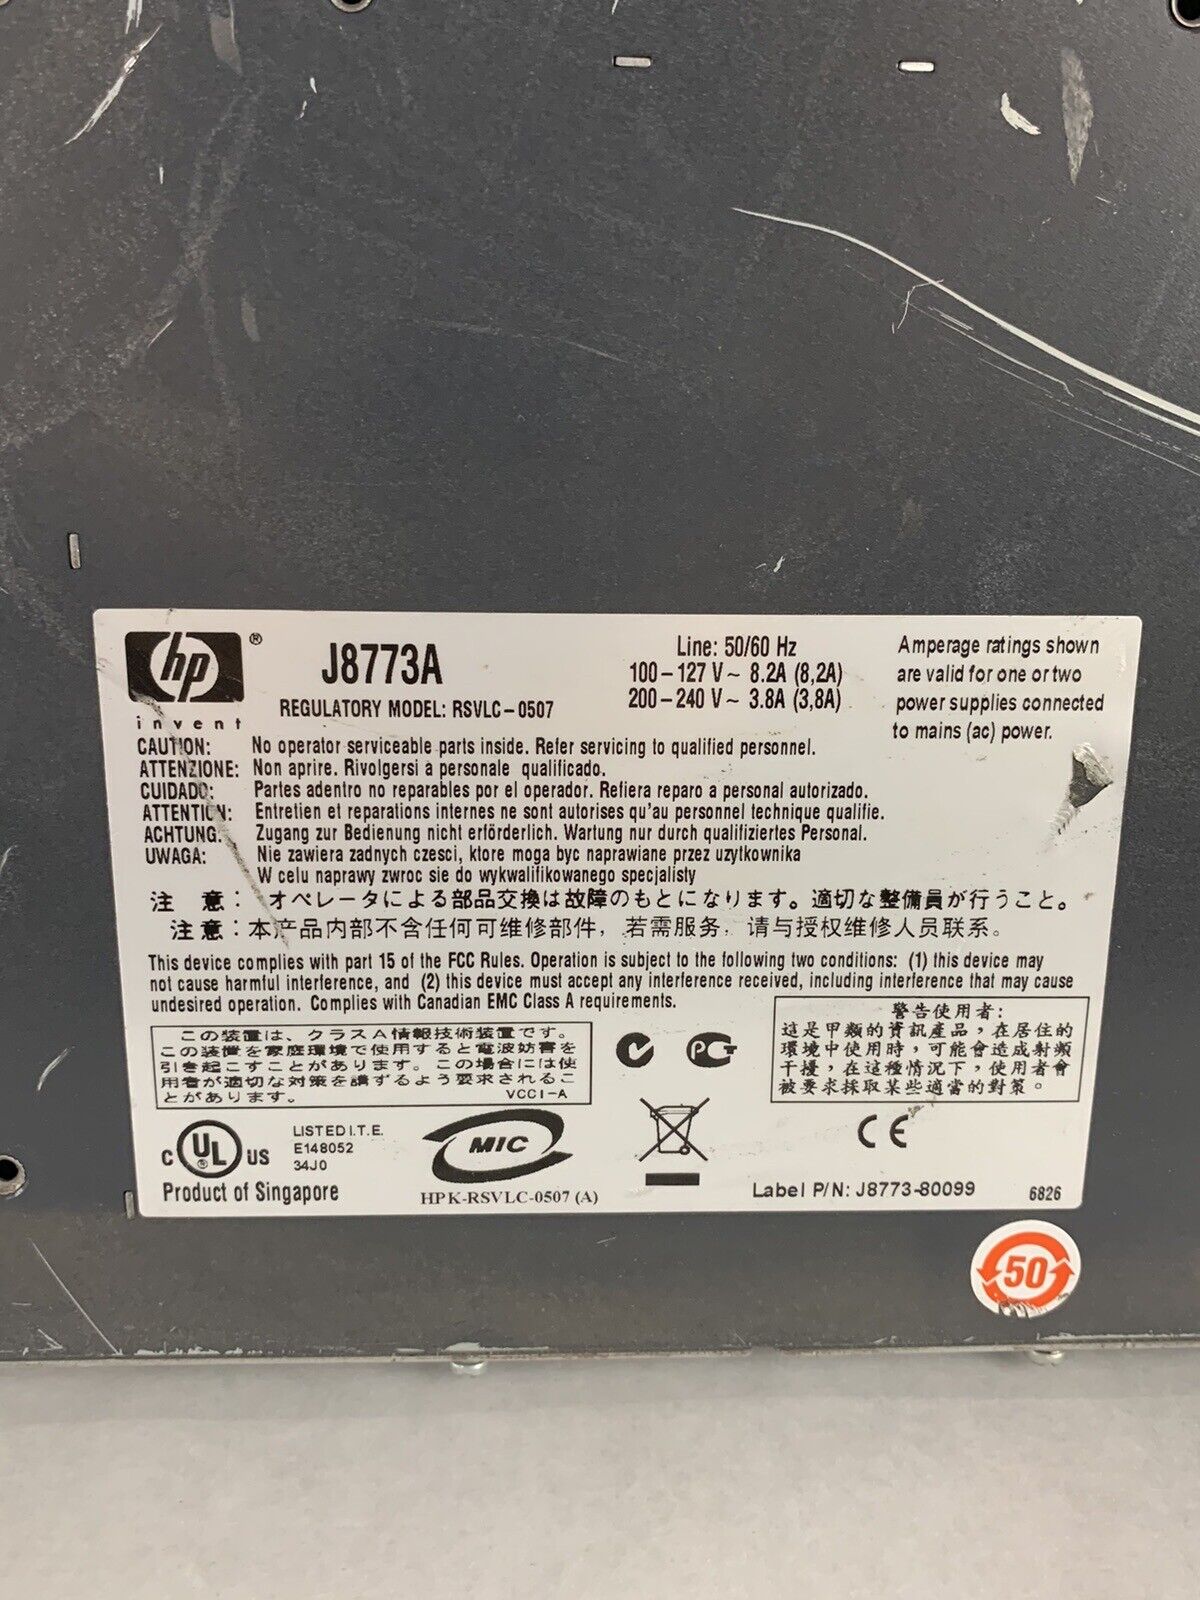 hp ®
invent
J8773A
REGULATORY MODEL: RSVLC-0507
Line: 50/60 Hz
100-127 V~ 8.2A (8,2A)
200-240 V~ 3.8A (3,8A)
Amperage ratings shown
are valid for one or two
power supplies connected
to mains (ac) power.
CAUTION: No operator serviceable parts inside. Refer servicing to qualified personnel.
ATTENZIONE: Non aprire. Rivolgersi a personale qualificado.
CUIDADO: Partes adentro no reparables por el operador. Refiera reparo a personal autorizado.
ATTENTION: Entretien et reparations internes ne sont autorises qu'au personnel technique qualifie.
ACHTUNG: Zugang zur Bedienung nicht erförderlich. Wartung nur durch qualifiziertes Personal.
UWAGA: Nie zawiera zadnych czesci, ktore moga byc naprawiane przez uzytkownika
W celu naprawy zwroc sie do wykwalifikowanego specjalisty
注 意: オペレータによる部品交換は故障のもとになります。適切な整備員が行うこと。
注意: 本产品内部不含任何可维修部件, 若需服务, 请与授权维修人员联系。
This device complies with part 15 of the FCC Rules. Operation is subject to the following two conditions: (1) this device may
not cause harmful interference, and (2) this device must accept any interference received, including interference that may cause
undesired operation. Complies with Canadian EMC Class A requirements.
この装置は、クラスA情報技術装置です。
この装置を家庭環境で使用すると電波妨害を
引き起こすことがあります。この場合には使
用者が適切な対策を講ずるよう要求されるこ
とがあります。 VCCI-A
警告使用者:
這是甲類的資訊產品，在居住的
環境中使用時，可能會造成射頻
干擾，在這種情況下，使用者會
被要求採取某些適當的對策。
C UL ® US
LISTED I.T.E.
E148052
34J0
Product of Singapore
MIC
HPK-RSVLC-0507 (A)
CE
Label P/N: J8773-80099
6826
50